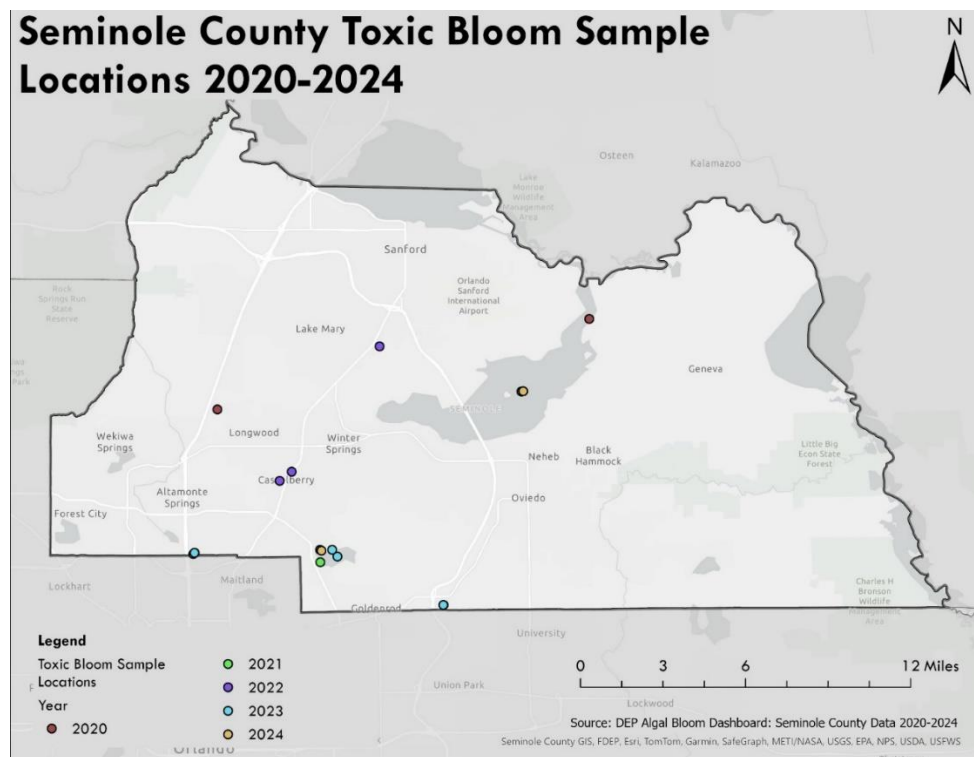 Seminole County Toxic Bloom Sample
Locations 2020-2024
N
Osteen
Kalamazoo
Lake
Monroe
Wildlife
Management
Area
Sanford
Orlando
Sanford
International
Airport
Rock
Springs Run
State
Reserve
Lake Mary
Geneva
SEMINOLE
Longwood
Wekiwa
Springs
Winter
Springs
Casselberry
Neheb
Black
Hammock
Little Big
Econ State
Forest
Altamonte
Springs
Forest City
Oviedo
Lockhart
Maitland
Goldenrod
Charles H
Bronson
Wildlife
Management
Area
University
Union Park
Lockwood
Orlando
Legend
Toxic Bloom Sample
Locations
Year
2020
2021
2022
2023
2024
0 3 6 12 Miles
Source: DEP Algal Bloom Dashboard: Seminole County Data 2020-2024
Seminole County GIS, FDEP, Esri, TomTom, Garmin, SafeGraph, METI/NASA, USGS, EPA, NPS, USDA, USFWS